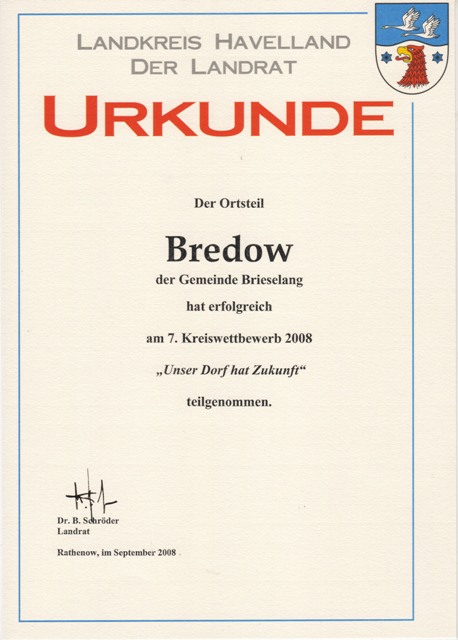 LANDKREIS HAVELLAND
DER LANDRAT
URKUNDE
Der Ortsteil
Bredow
der Gemeinde Brieselang
hat erfolgreich
am 7. Kreiswettbewerb 2008
„Unser Dorf hat Zukunft“
teilgenommen.
Dr. B. Schröder
Landrat
Rathenow, im September 2008